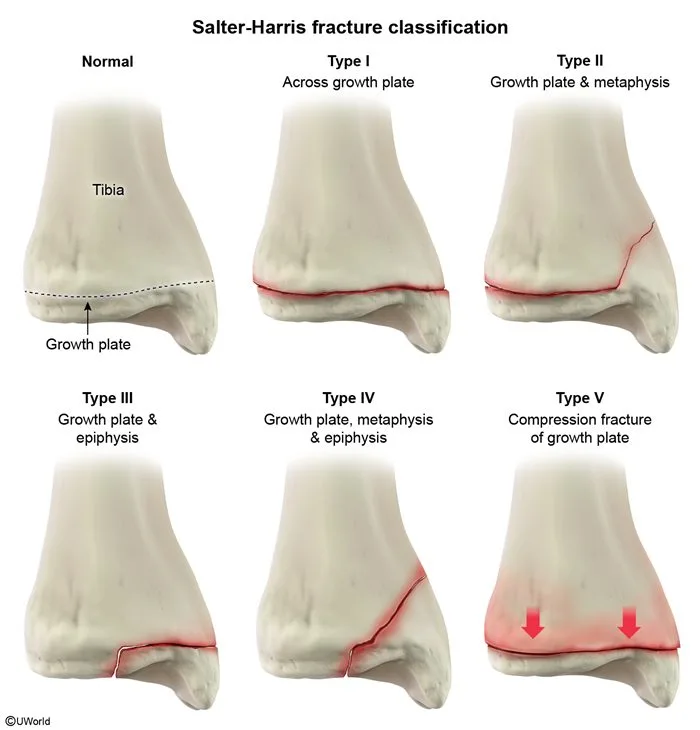 Salter-Harris fracture classification
Normal
Tibia
Growth plate
Type I
Across growth plate
Type II
Growth plate & metaphysis
Type III
Growth plate &
epiphysis
Type IV
Growth plate, metaphysis
& epiphysis
Type V
Compression fracture
of growth plate
©UWorld